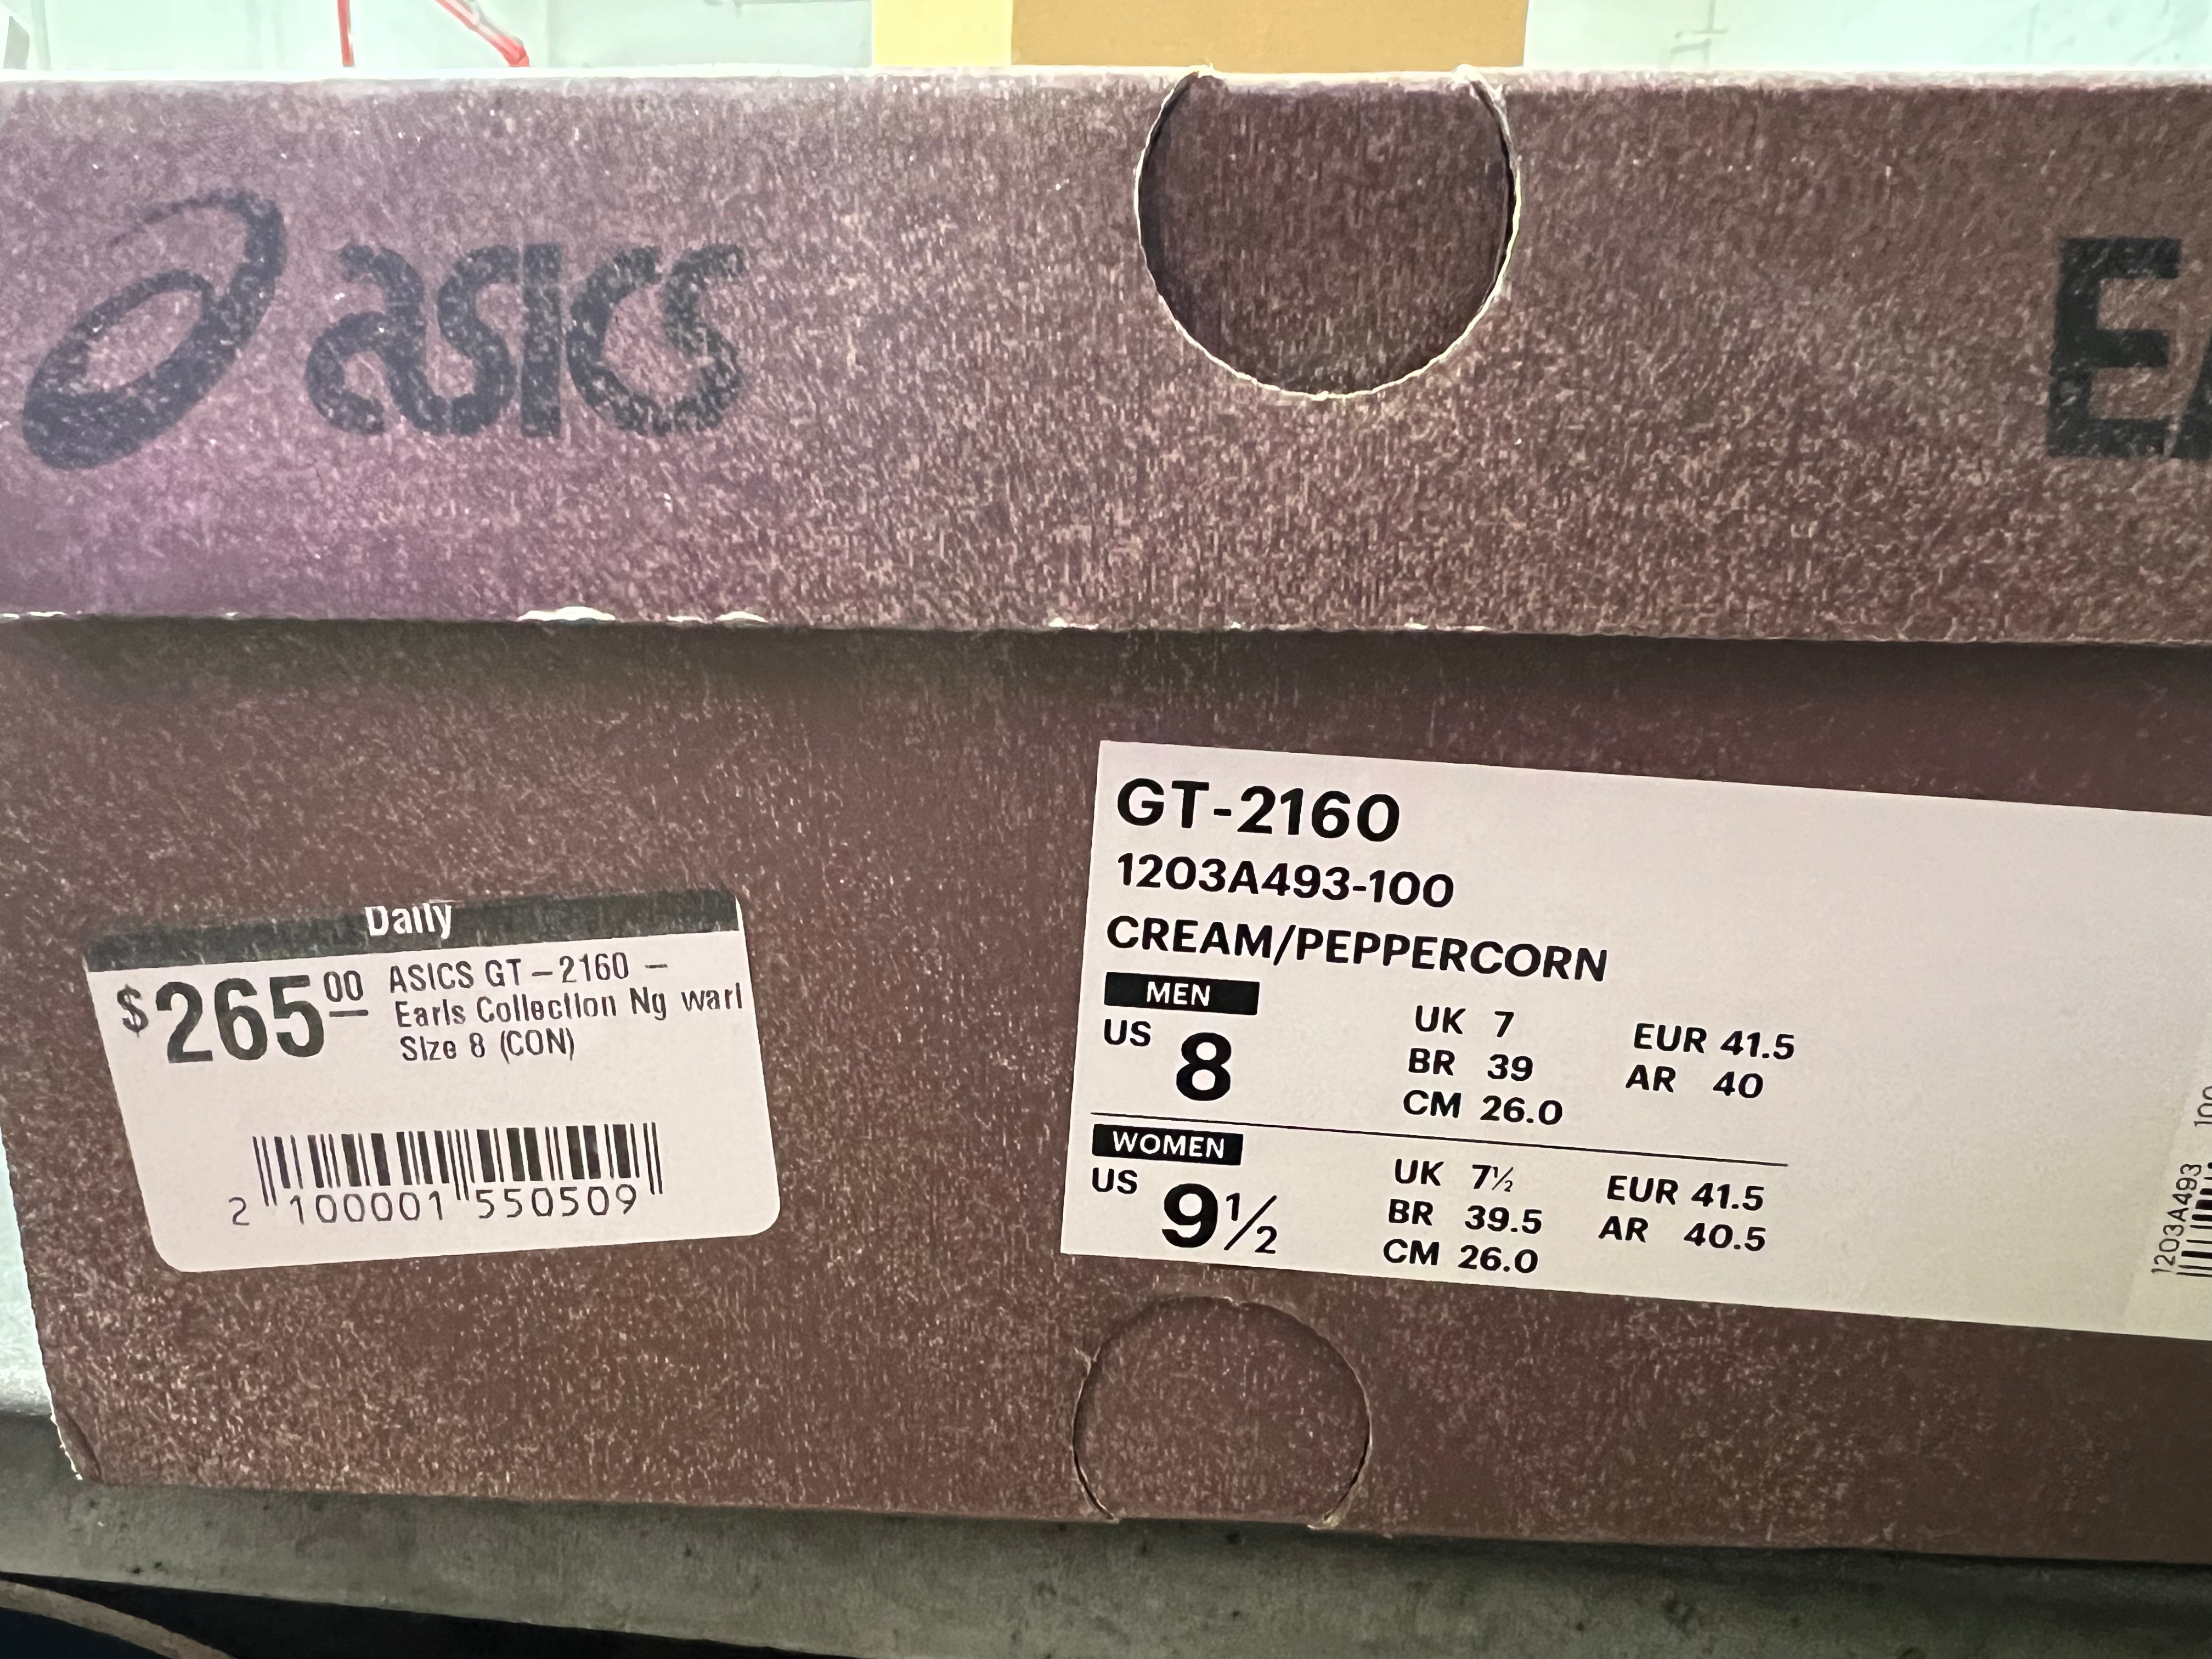 asics
EA
GT-2160
1203A493-100
CREAM/PEPPERCORN
MEN
US 8
UK 7
BR 39
CM 26.0
EUR 41.5
AR 40
WOMEN
US 9½
UK 7½
BR 39.5
CM 26.0
EUR 41.5
AR 40.5
1203A493 100
Daily
$265.00
ASICS GT-2160 -
Earls Collection Ng warl
Size 8 (CON)
2 100001 550509